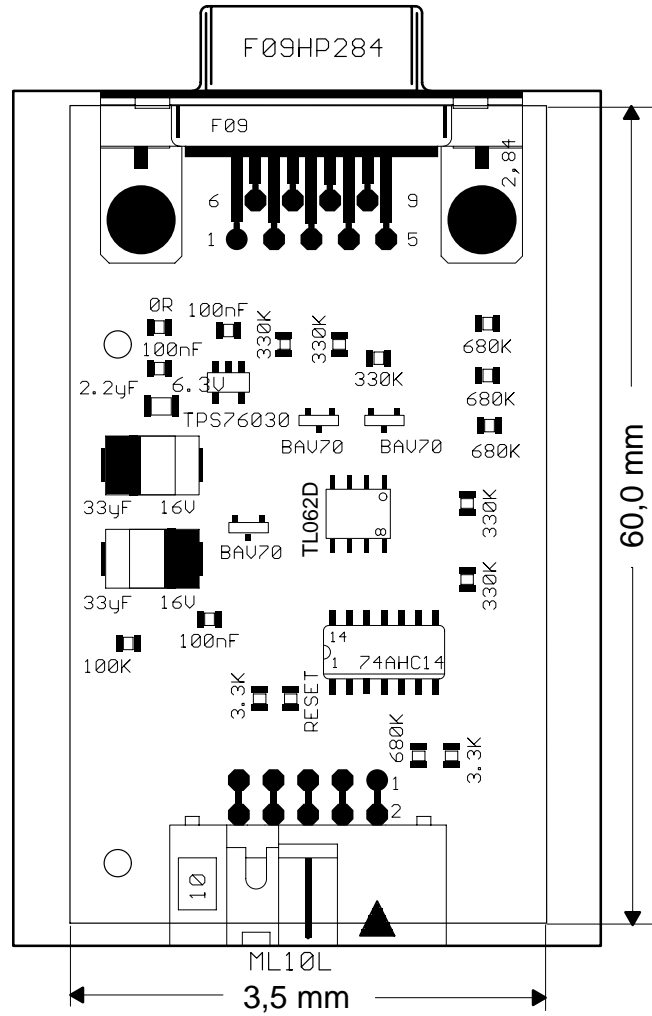 F09HP284
F09
2,84
6
9
1
5
0R
100nF
330K
330K
100nF
330K
680K
2.2yF
6.3V
TPS76030
680K
BAV70
BAV70
680K
33yF
16V
TL062D
8
330K
BAV70
60,0 mm
33yF
16V
330K
100nF
100K
14
1
74AHC14
3.3K
RESET
680K
3.3K
1
2
10
ML10L
3,5 mm